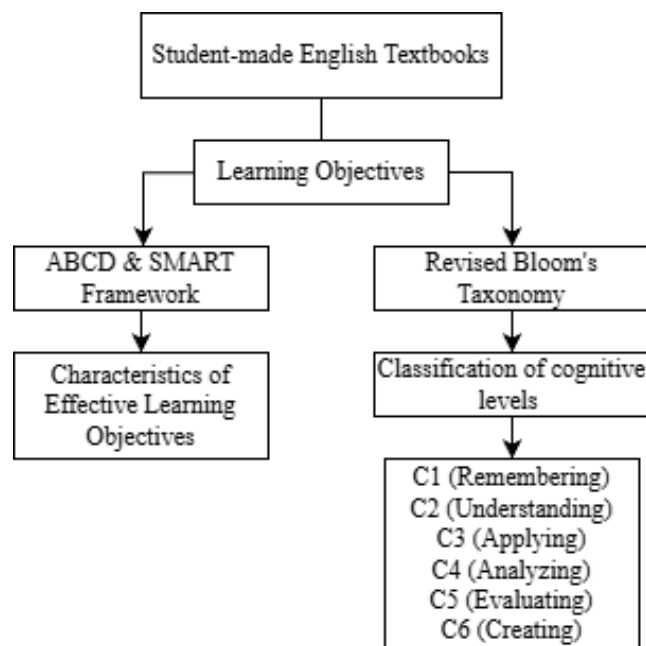 Student-made English Textbooks
Learning Objectives
ABCD & SMART
Framework
Revised Bloom's
Taxonomy
Characteristics of
Effective Learning
Objectives
Classification of cognitive
levels
C1 (Remembering)
C2 (Understanding)
C3 (Applying)
C4 (Analyzing)
C5 (Evaluating)
C6 (Creating)